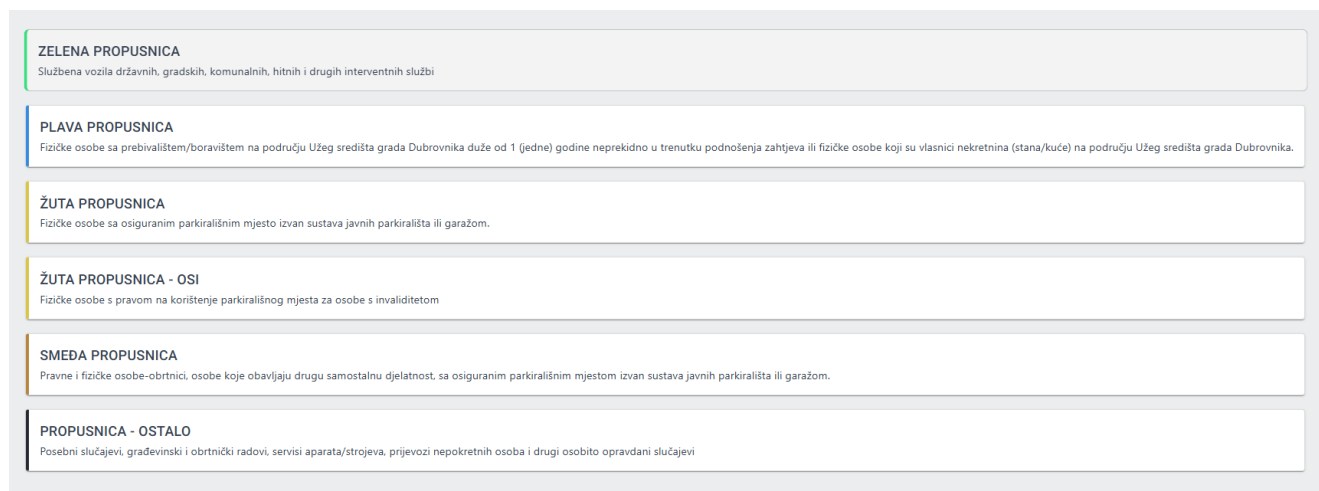 ZELENA PROPUSNICA
Službena vozila državnih, gradskih, komunalnih, hitnih i drugih interventnih službi
PLAVA PROPUSNICA
Fizičke osobe sa prebivalištem/boravištem na području Užeg središta grada Dubrovnika duže od 1 (jedne) godine neprekidno u trenutku podnošenja zahtjeva ili fizičke osobe koji su vlasnici nekretnina (stana/kuće) na području Užeg središta grada Dubrovnika.
ŽUTA PROPUSNICA
Fizičke osobe sa osiguranim parkirališnim mjesto izvan sustava javnih parkirališta ili garažom.
ŽUTA PROPUSNICA - OSI
Fizičke osobe s pravom na korištenje parkirališnog mjesta za osobe s invaliditetom
SMEĐA PROPUSNICA
Pravne i fizičke osobe-obrtnici, osobe koje obavljaju drugu samostalnu djelatnost, sa osiguranim parkirališnim mjestom izvan sustava javnih parkirališta ili garažom.
PROPUSNICA - OSTALO
Posebni slučajevi, građevinski i obrtnički radovi, servisi aparata/strojeva, prijevozi nepokretnih osoba i drugi osobito opravdani slučajevi